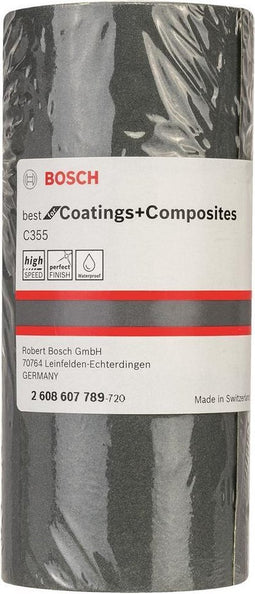 BOSCH
best for Coatings+Composites
C355
high SPEED perfect FINISH Waterproof
Robert Bosch GmbH
70764 Leinfelden-Echterdingen
GERMANY
Made in Switzerland
2 608 607 789-720